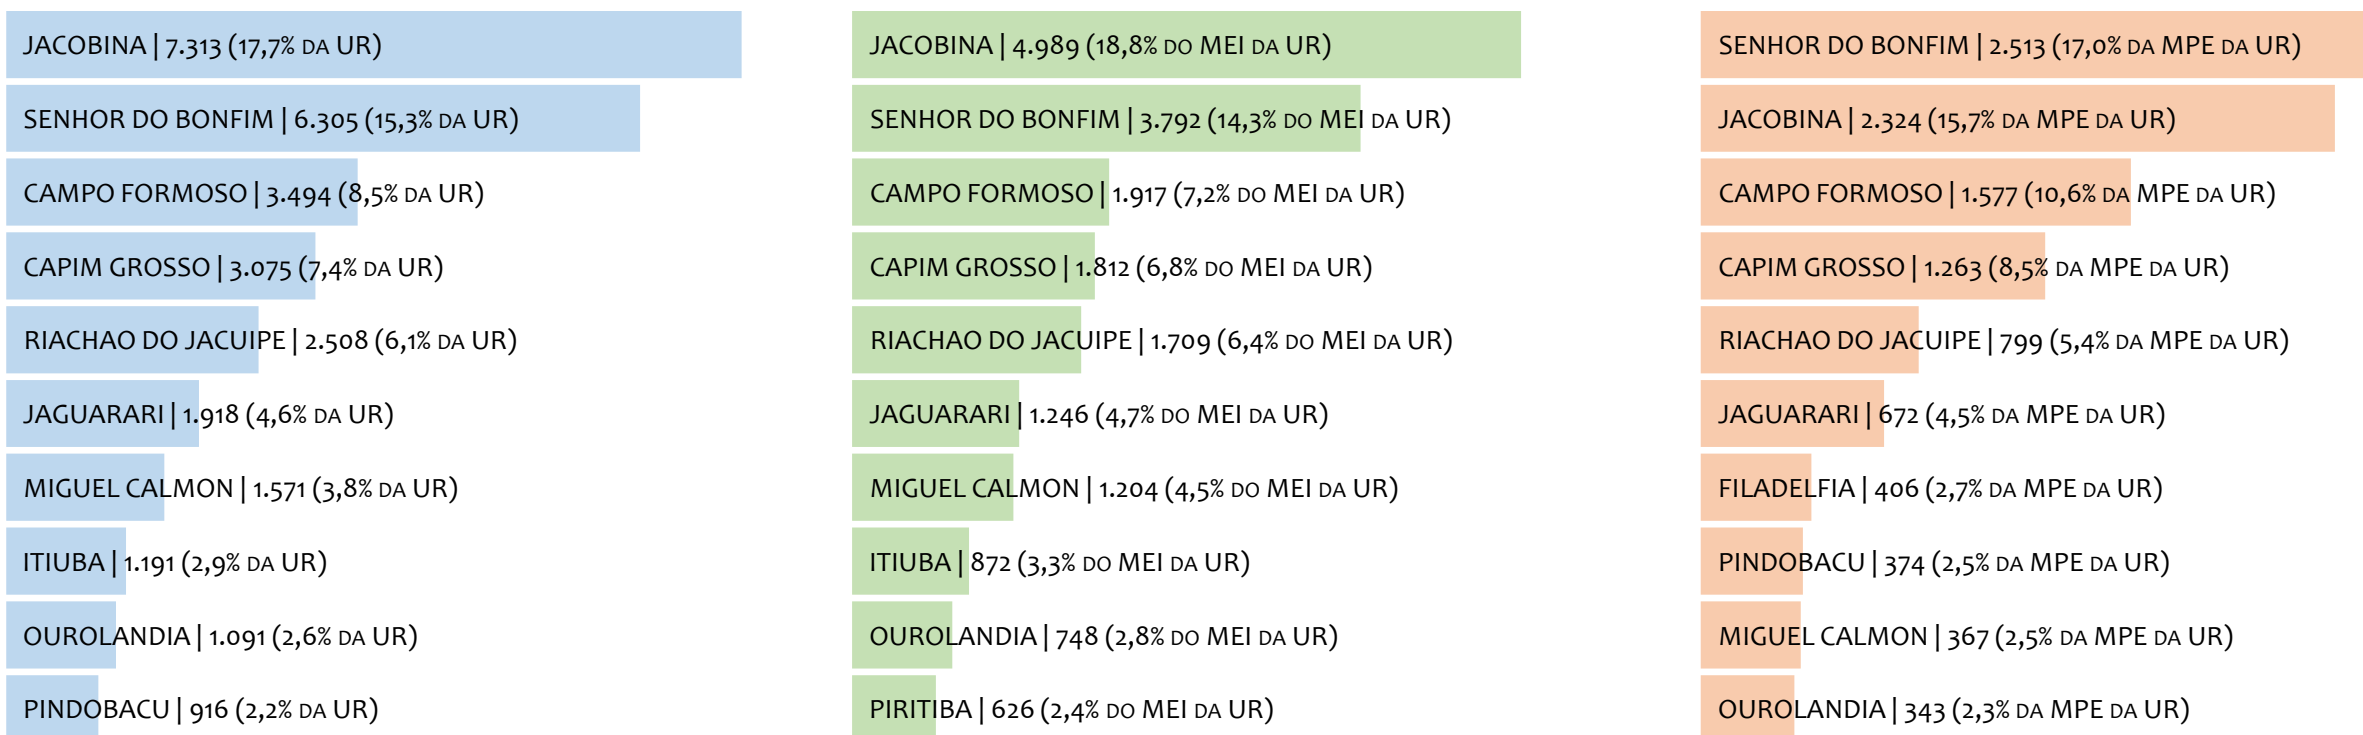 JACOBINA | 7.313 (17,7% DA UR)
SENHOR DO BONFIM | 6.305 (15,3% DA UR)
CAMPO FORMOSO | 3.494 (8,5% DA UR)
CAPIM GROSSO | 3.075 (7,4% DA UR)
RIACHAO DO JACUIPE | 2.508 (6,1% DA UR)
JAGUARARI | 1.918 (4,6% DA UR)
MIGUEL CALMON | 1.571 (3,8% DA UR)
ITIUBA | 1.191 (2,9% DA UR)
OUROLANDIA | 1.091 (2,6% DA UR)
PINDOBACU | 916 (2,2% DA UR)
JACOBINA | 4.989 (18,8% DO MEI DA UR)
SENHOR DO BONFIM | 3.792 (14,3% DO MEI DA UR)
CAMPO FORMOSO | 1.917 (7,2% DO MEI DA UR)
CAPIM GROSSO | 1.812 (6,8% DO MEI DA UR)
RIACHAO DO JACUIPE | 1.709 (6,4% DO MEI DA UR)
JAGUARARI | 1.246 (4,7% DO MEI DA UR)
MIGUEL CALMON | 1.204 (4,5% DO MEI DA UR)
ITIUBA | 872 (3,3% DO MEI DA UR)
OUROLANDIA | 748 (2,8% DO MEI DA UR)
PIRITIBA | 626 (2,4% DO MEI DA UR)
SENHOR DO BONFIM | 2.513 (17,0% DA MPE DA UR)
JACOBINA | 2.324 (15,7% DA MPE DA UR)
CAMPO FORMOSO | 1.577 (10,6% DA MPE DA UR)
CAPIM GROSSO | 1.263 (8,5% DA MPE DA UR)
RIACHAO DO JACUIPE | 799 (5,4% DA MPE DA UR)
JAGUARARI | 672 (4,5% DA MPE DA UR)
FILADELFIA | 406 (2,7% DA MPE DA UR)
PINDOBACU | 374 (2,5% DA MPE DA UR)
MIGUEL CALMON | 367 (2,5% DA MPE DA UR)
OUROLANDIA | 343 (2,3% DA MPE DA UR)